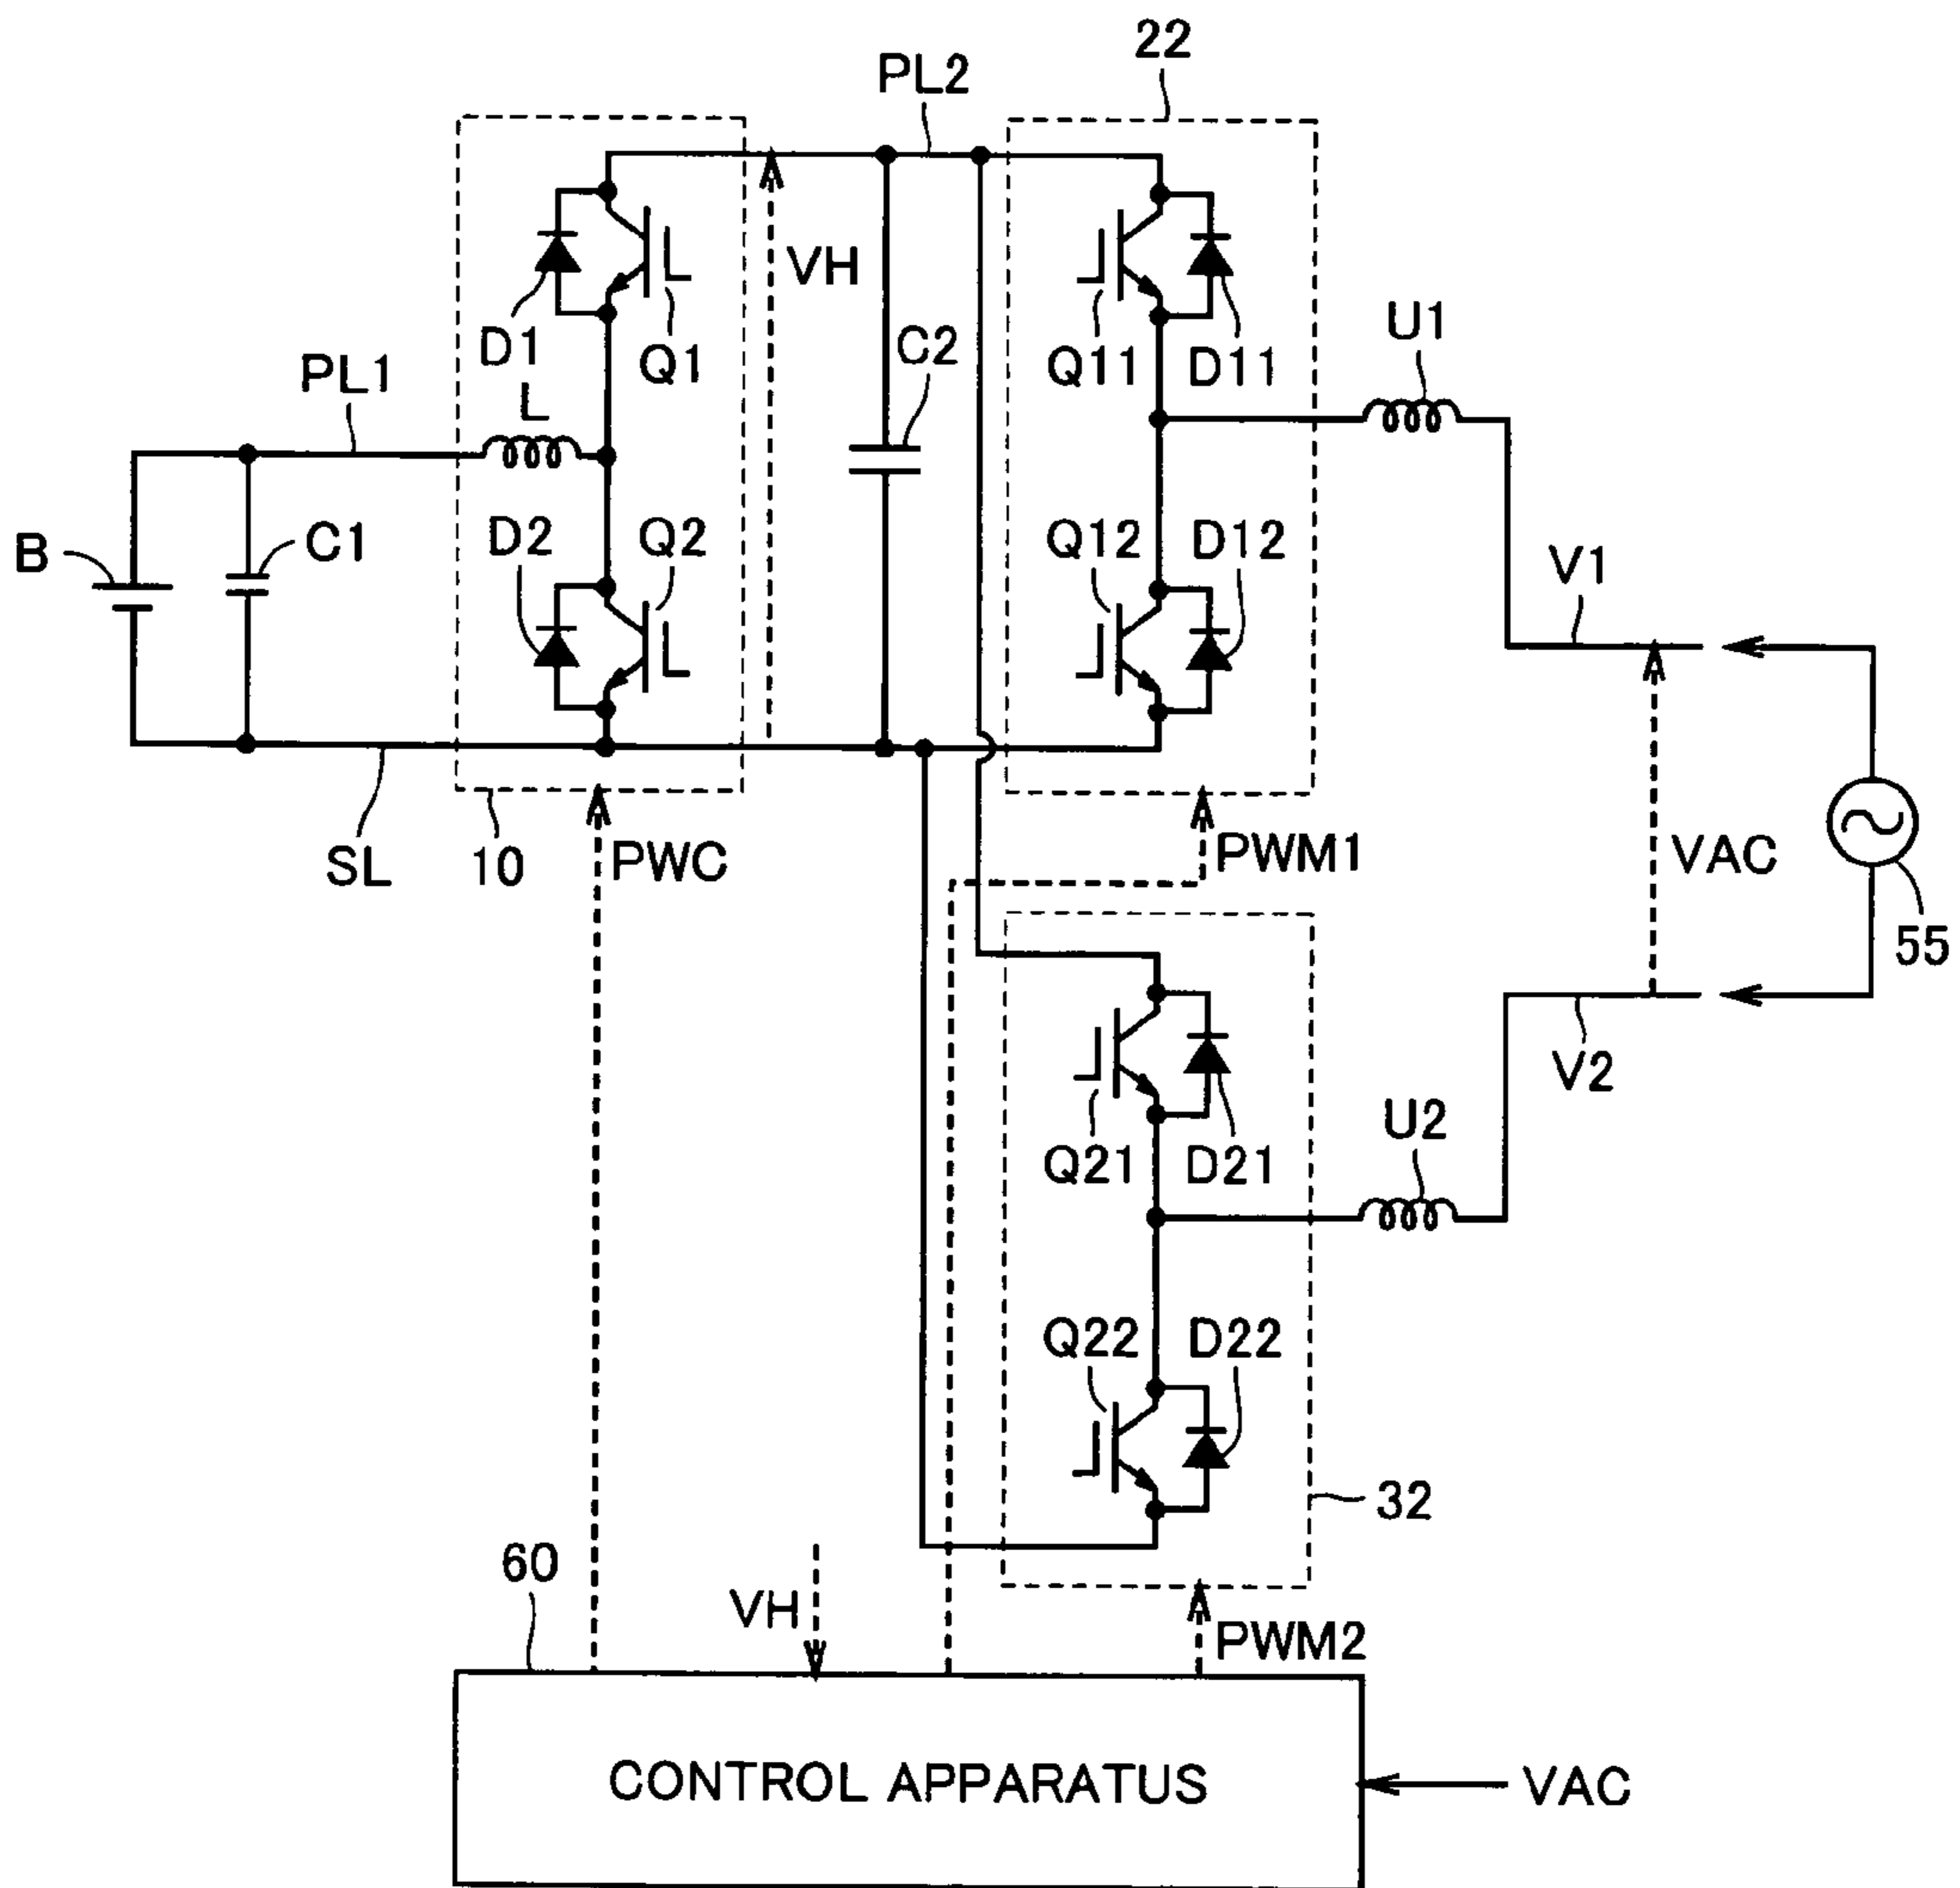 22
PL2
VH
D1
Q1
C2
Q11
D11
U1
PL1
L
B
C1
D2
Q2
Q12
D12
V1
SL
10
PWC
PWM1
VAC
55
V2
Q21
D21
U2
Q22
D22
32
60
VH
PWM2
CONTROL APPARATUS
VAC